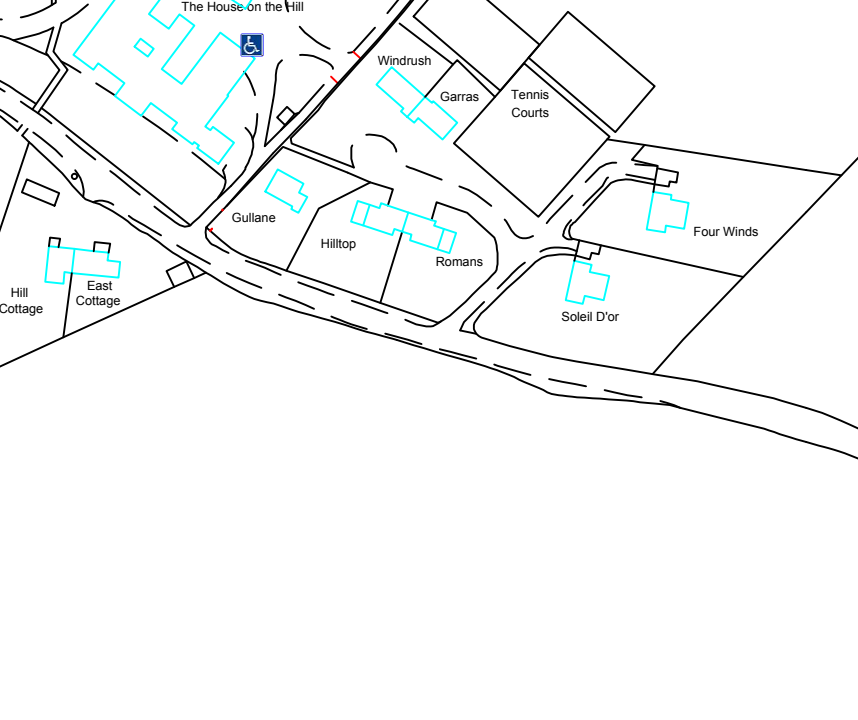 The House on the Hill
Windrush
Garras
Tennis
Courts
Gullane
Hilltop
Romans
Four Winds
Soleil D'or
Hill
Cottage
East
Cottage